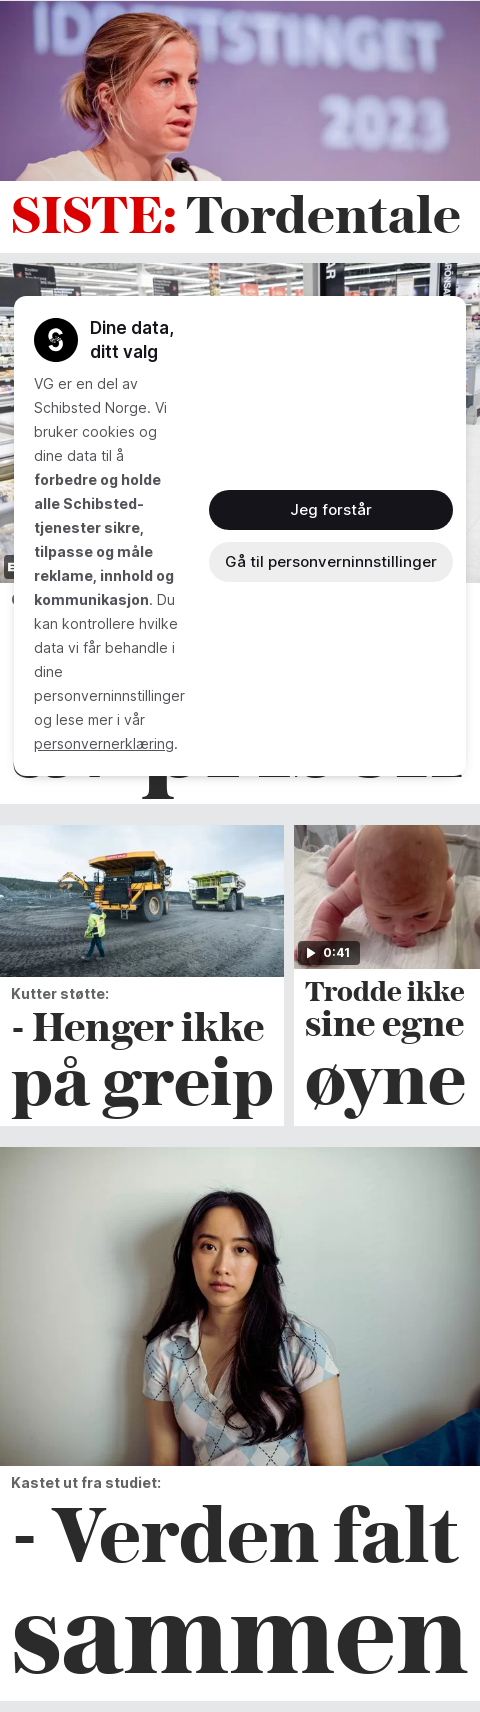 IDRETTSTINGET
2023
SISTE: Tordentale
Dine data,
ditt valg
VG er en del av
Schibsted Norge. Vi
bruker cookies og
dine data til å
forbedre og holde
alle Schibsted-
tjenester sikre,
tilpasse og måle
reklame, innhold og
kommunikasjon. Du
kan kontrollere hvilke
data vi får behandle i
dine
personverninnstillinger
og lese mer i vår
personvernerklæring.
Jeg forstår
Gå til personverninnstillinger
0:41
Kutter støtte:
- Henger ikke
på greip
Trodde ikke
sine egne
øyne
Kastet ut fra studiet:
- Verden falt
sammen